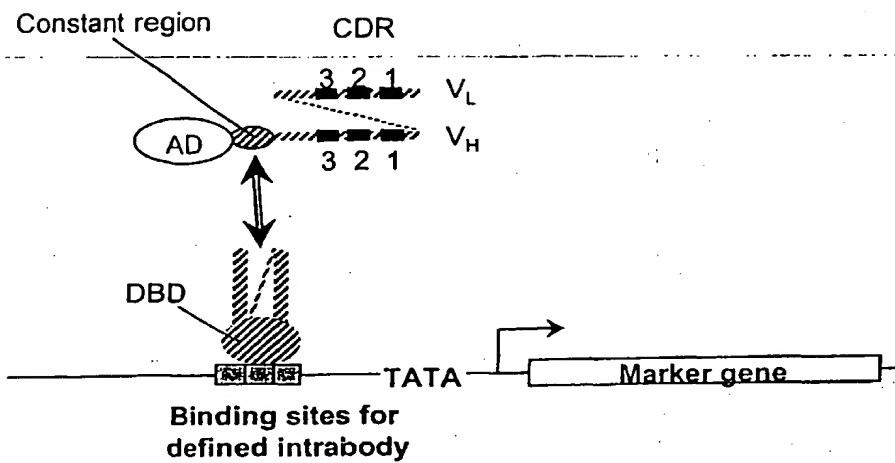 Constant region
CDR
3 2 1
V_L
AD
V_H
3 2 1
DBD
TATA
Marker gene
Binding sites for
defined intrabody